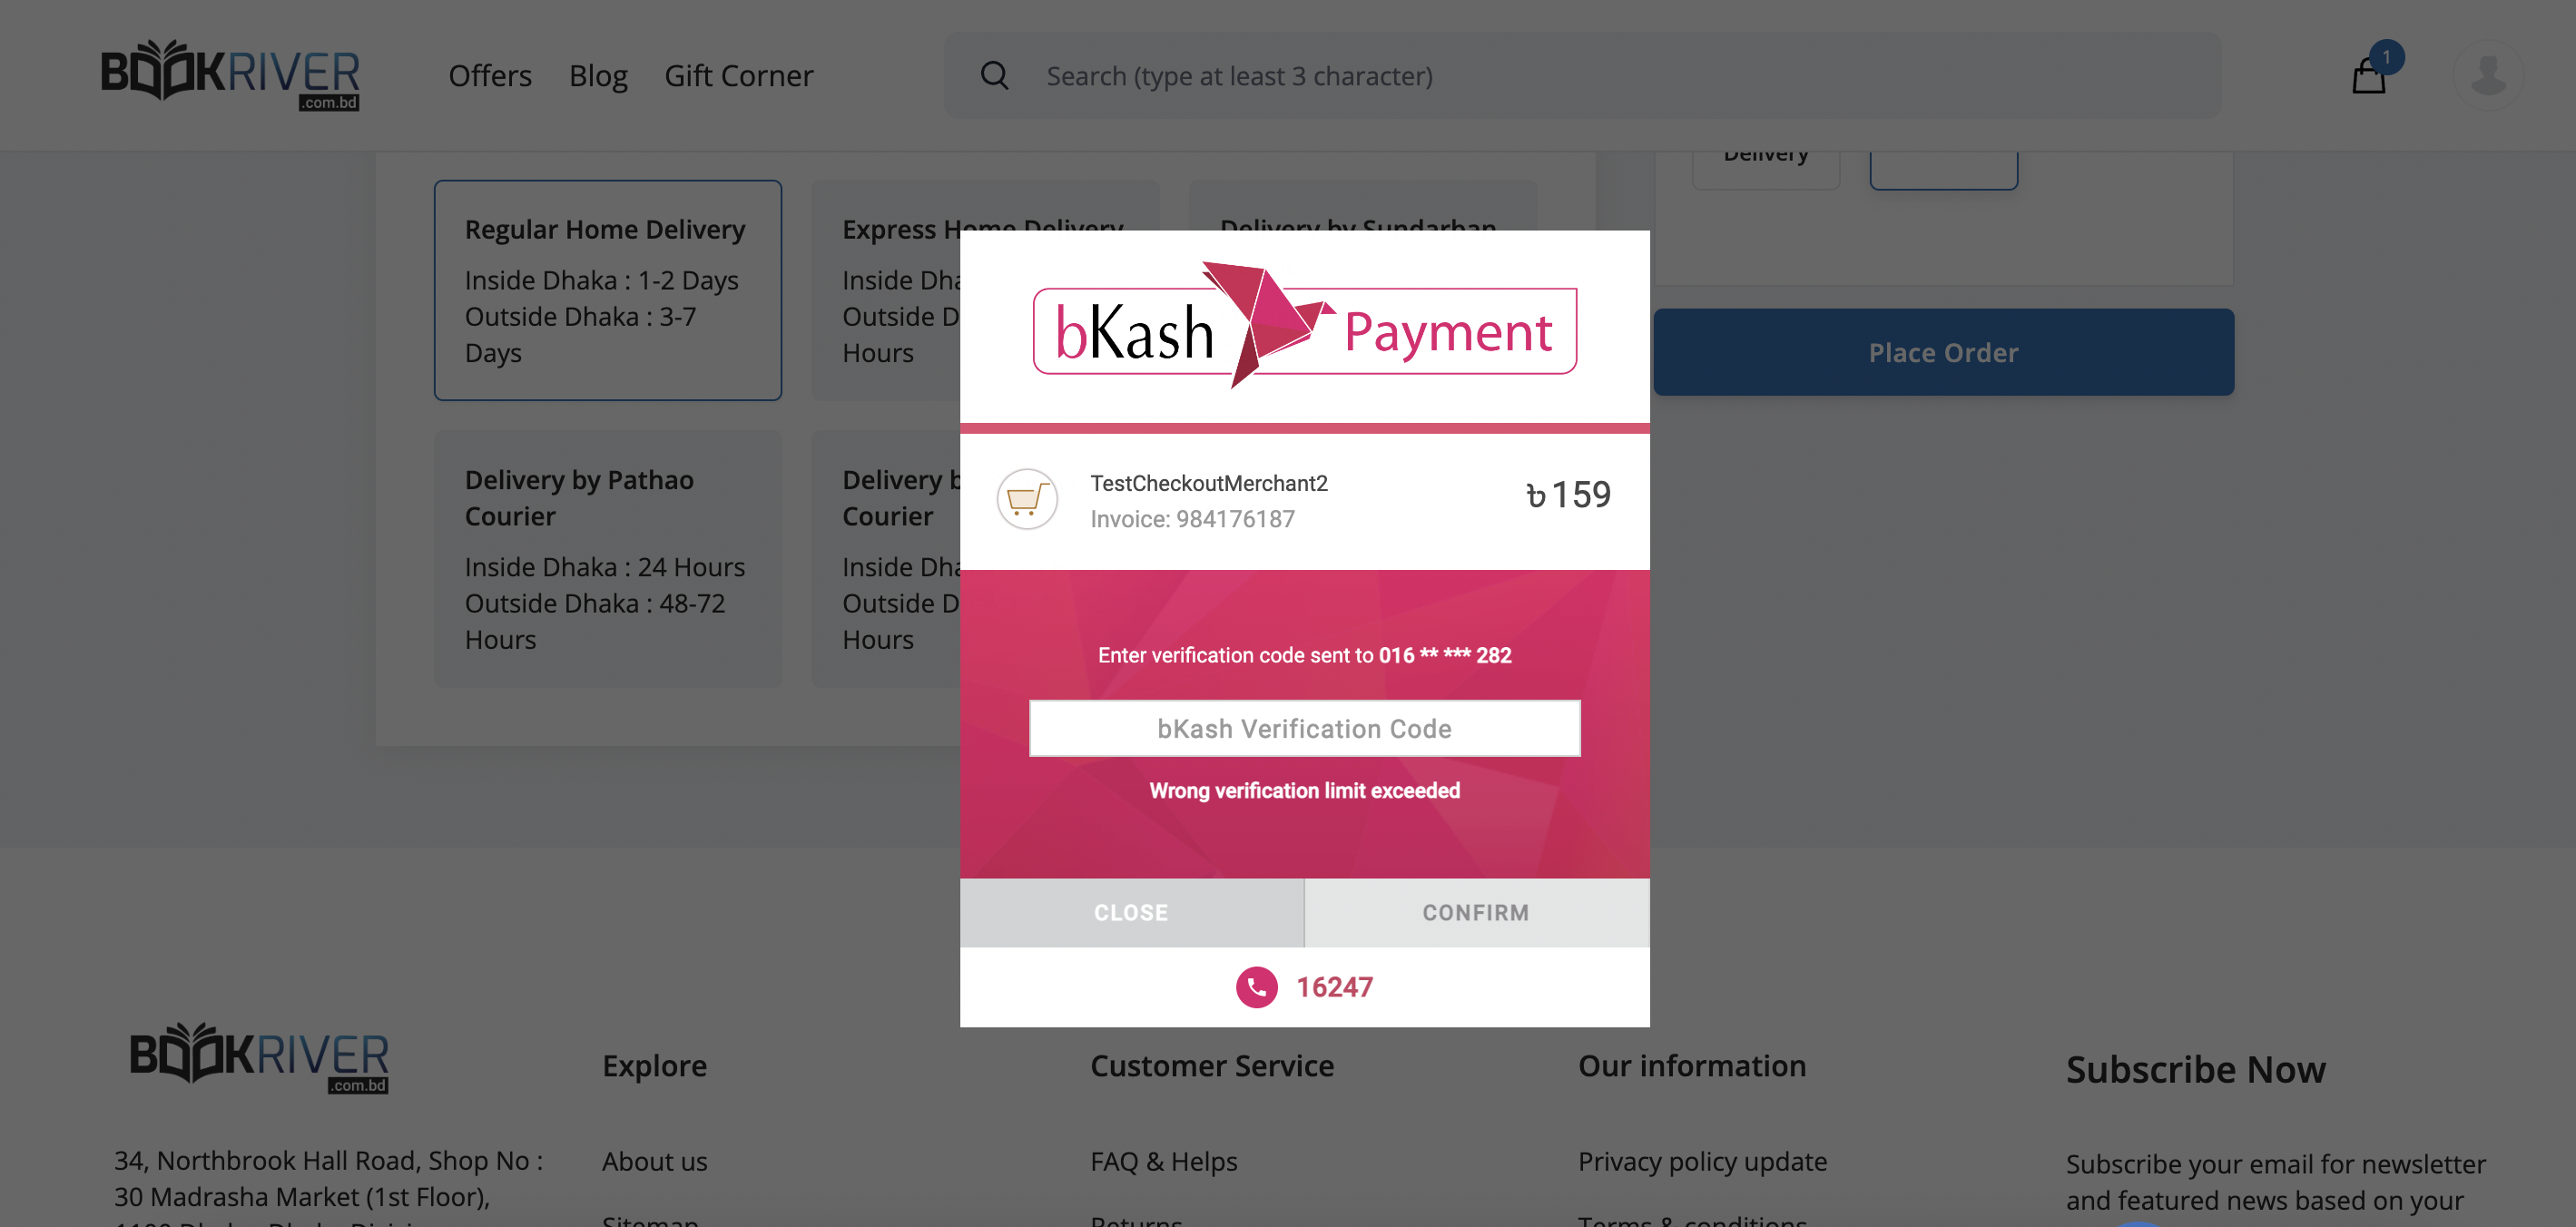 BOOKRIVER
.com.bd
Offers
Blog
Gift Corner
Search (type at least 3 character)
1
Delivery
Regular Home Delivery
Inside Dhaka : 1-2 Days
Outside Dhaka : 3-7
Days
Express Home Delivery
Inside Dha
Outside D
Hours
Delivery by Sundarban
Place Order
Delivery by Pathao
Courier
Inside Dhaka : 24 Hours
Outside Dhaka : 48-72
Hours
Delivery b
Courier
Inside Dha
Outside D
Hours
bKash Payment
TestCheckoutMerchant2
Invoice: 984176187
৳ 159
Enter verification code sent to 016 ** *** 282
bKash Verification Code
Wrong verification limit exceeded
CLOSE
CONFIRM
16247
BOOKRIVER
.com.bd
34, Northbrook Hall Road, Shop No :
30 Madrasha Market (1st Floor),
Explore
About us
Sitemap
Customer Service
FAQ & Helps
Returns
Our information
Privacy policy update
Terms & conditions
Subscribe Now
Subscribe your email for newsletter
and featured news based on your